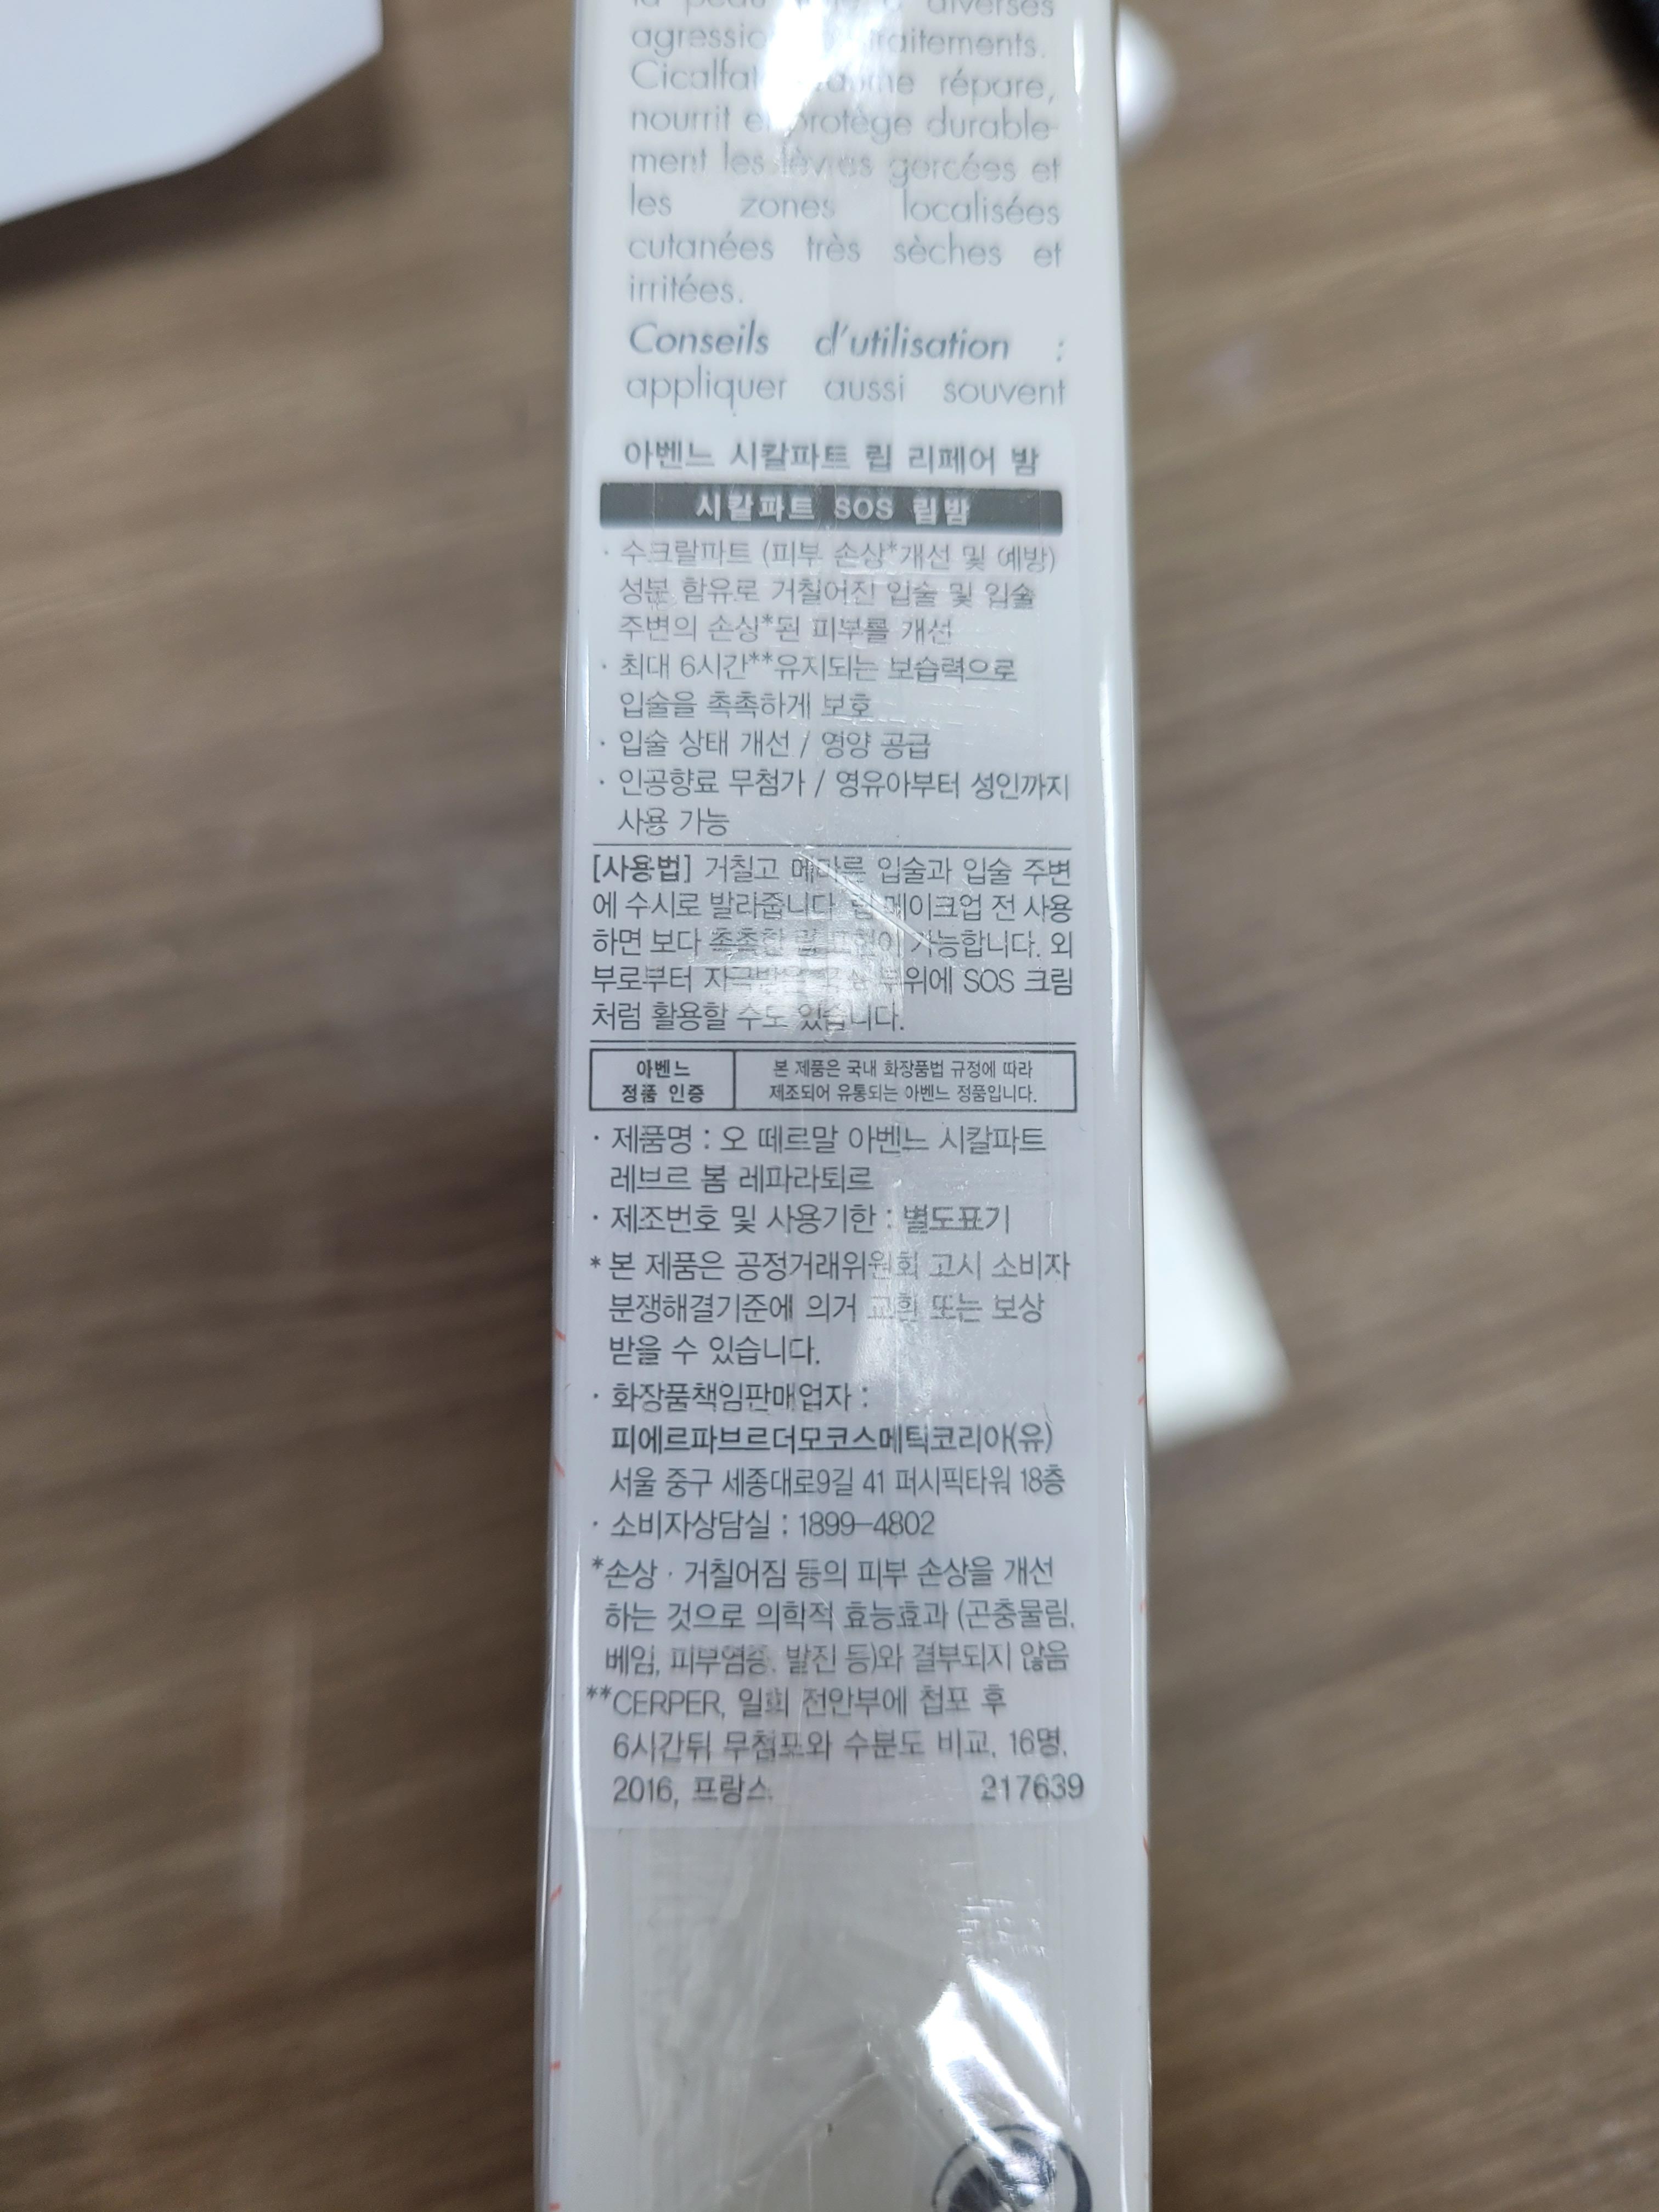 la peau diverses
traitements.
répare,
nourrit et protège durable-
ment les lèvres gercées et
les zones localisées
cutanées très sèches et
irritées.
Conseils d'utilisation :
appliquer aussi souvent
아벤느 시칼파트 립 리페어 밤
시칼파트 SOS 립밤
· 수크랄파트 (피부 손상*개선 및 예방)
성분 함유로 거칠어진 입술 및 입술
주변의 손상*된 피부를 개선
· 최대 6시간**유지되는 보습력으로
입술을 촉촉하게 보호
· 입술 상태 개선 / 영양 공급
· 인공향료 무첨가 / 영유아부터 성인까지
사용 가능
[사용법] 거칠고 메마른 입술과 입술 주변
에 수시로 발라줍니다. 립 메이크업 전 사용
하면 보다 촉촉한 립 표현이 가능합니다. 외
부로부터 부위에 SOS 크림
처럼 활용할 수도 있습니다.
아벤느
정품 인증
본 제품은 국내 화장품법 규정에 따라
제조되어 유통되는 아벤느 정품입니다.
· 제품명 : 오 떼르말 아벤느 시칼파트
레브르 봄 레파라퇴르
· 제조번호 및 사용기한 : 별도표기
* 본 제품은 공정거래위원회 고시 소비자
분쟁해결기준에 의거 교환 또는 보상
받을 수 있습니다.
· 화장품책임판매업자 :
피에르파브르더모코스메틱코리아(유)
서울 중구 세종대로9길 41 퍼시픽타워 18층
· 소비자상담실 : 1899-4802
*손상 · 거칠어짐 등의 피부 손상을 개선
하는 것으로 의학적 효능효과 (곤충물림,
베임, 피부염증, 발진 등)와 결부되지 않음
**CERPER, 일회 전안부에 첩포 후
6시간뒤 무첩포와 수분도 비교, 16명,
2016, 프랑스. 217639